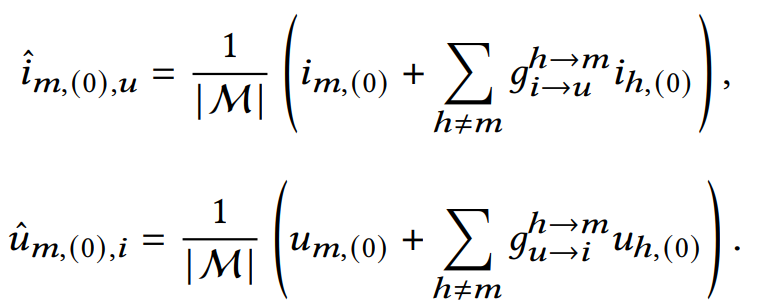 $\hat{i}_{m,(0),u} = \frac{1}{|\mathcal{M}|} \left( i_{m,(0)} + \sum_{h \neq m} g_{i \to u}^{h \to m} i_{h,(0)} \right),$
$\hat{u}_{m,(0),i} = \frac{1}{|\mathcal{M}|} \left( u_{m,(0)} + \sum_{h \neq m} g_{u \to i}^{h \to m} u_{h,(0)} \right).$